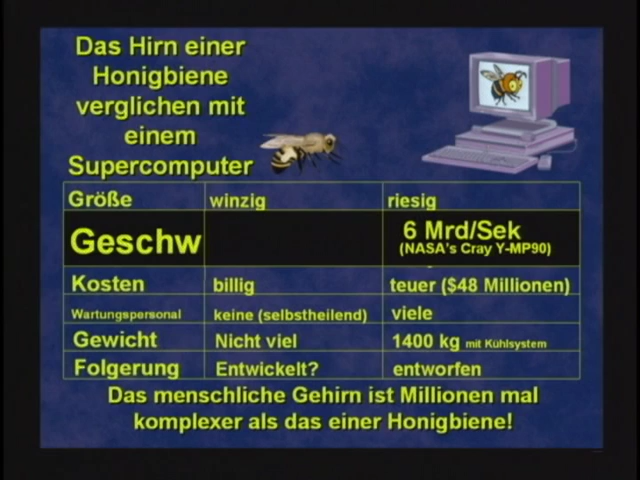 Das Hirn einer
Honigbiene
verglichen mit
einem
Supercomputer
Größe winzig riesig
Geschw 6 Mrd/Sek
(NASA's Cray Y-MP90)
Kosten billig teuer ($48 Millionen)
Wartungspersonal keine (selbstheilend) viele
Gewicht Nicht viel 1400 kg mit Kühlsystem
Folgerung Entwickelt? entworfen
Das menschliche Gehirn ist Millionen mal
komplexer als das einer Honigbiene!